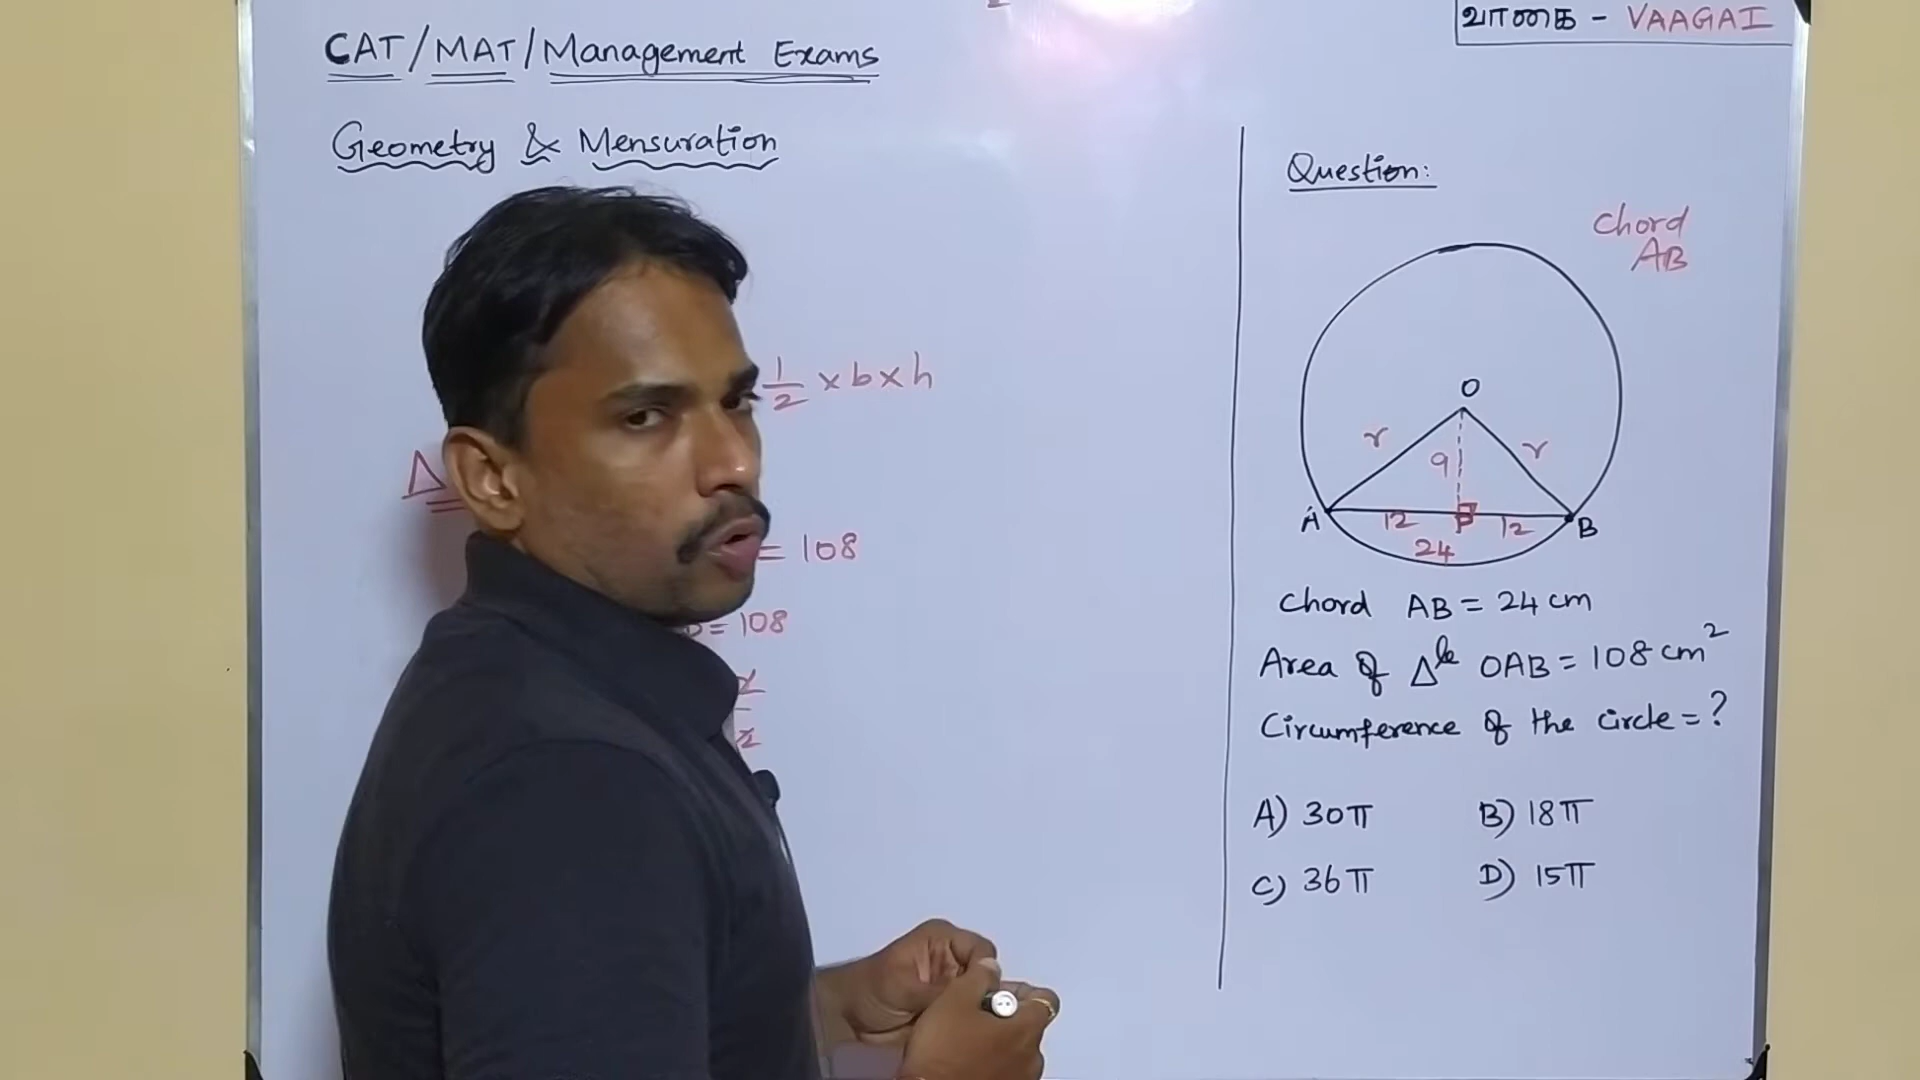 வாகை - VAAGAI
CAT/MAT/Management Exams
Geometry & Mensuration
1/2 × b × h
Δ
= 108
= 108
Question:
Chord
AB
O
r
r
9
A
12
P
12
B
24
Chord AB = 24 cm
Area of Δle OAB = 108 cm²
Circumference of the circle = ?
A) 30π B) 18π
C) 36π D) 15π